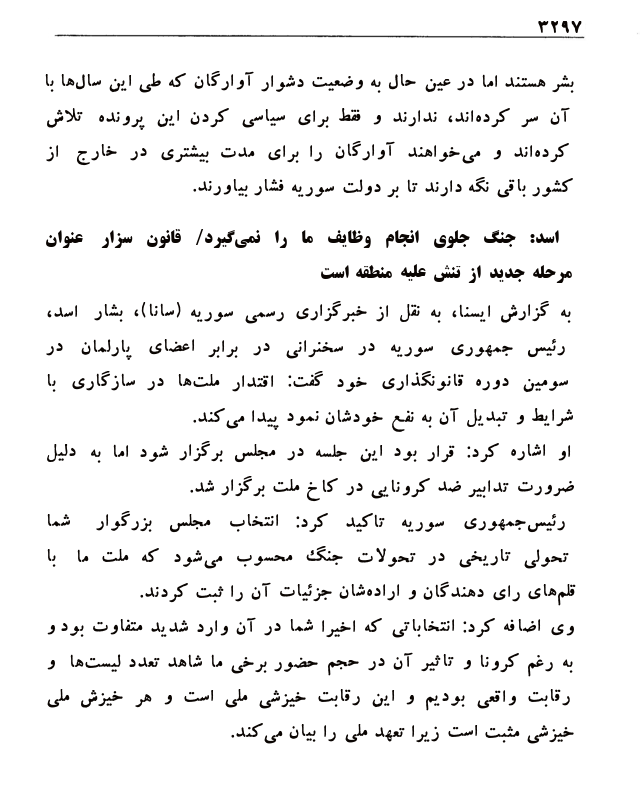 ۳۲۹۷
بشر هستند اما در عین حال به وضعیت دشوار آوارگان که طی این سال‌ها با
آن سر کرده‌اند، ندارند و فقط برای سیاسی کردن این پرونده تلاش
کرده‌اند و می‌خواهند آوارگان را برای مدت بیشتری در خارج از
کشور باقی نگه دارند تا بر دولت سوریه فشار بیاورند.
اسد: جنگ جلوی انجام وظایف ما را نمی‌گیرد/ قانون سزار عنوان
مرحله جدید از تنش علیه منطقه است
به گزارش ایسنا، به نقل از خبرگزاری رسمی سوریه (سانا)، بشار اسد،
رئیس جمهوری سوریه در سخنرانی در برابر اعضای پارلمان در
سومین دوره قانونگذاری خود گفت: اقتدار ملت‌ها در سازگاری با
شرایط و تبدیل آن به نفع خودشان نمود پیدا می‌کند.
او اشاره کرد: قرار بود این جلسه در مجلس برگزار شود اما به دلیل
ضرورت تدابیر ضد کرونایی در کاخ ملت برگزار شد.
رئیس‌جمهوری سوریه تاکید کرد: انتخاب مجلس بزرگوار شما
تحولی تاریخی در تحولات جنگ محسوب می‌شود که ملت ما با
قلم‌های رای دهندگان و اراده‌شان جزئیات آن را ثبت کردند.
وی اضافه کرد: انتخاباتی که اخیرا شما در آن وارد شدید متفاوت بود و
به رغم کرونا و تاثیر آن در حجم حضور برخی ما شاهد تعدد لیست‌ها و
رقابت واقعی بودیم و این رقابت خیزشی ملی است و هر خیزش ملی
خیزشی مثبت است زیرا تعهد ملی را بیان می‌کند.